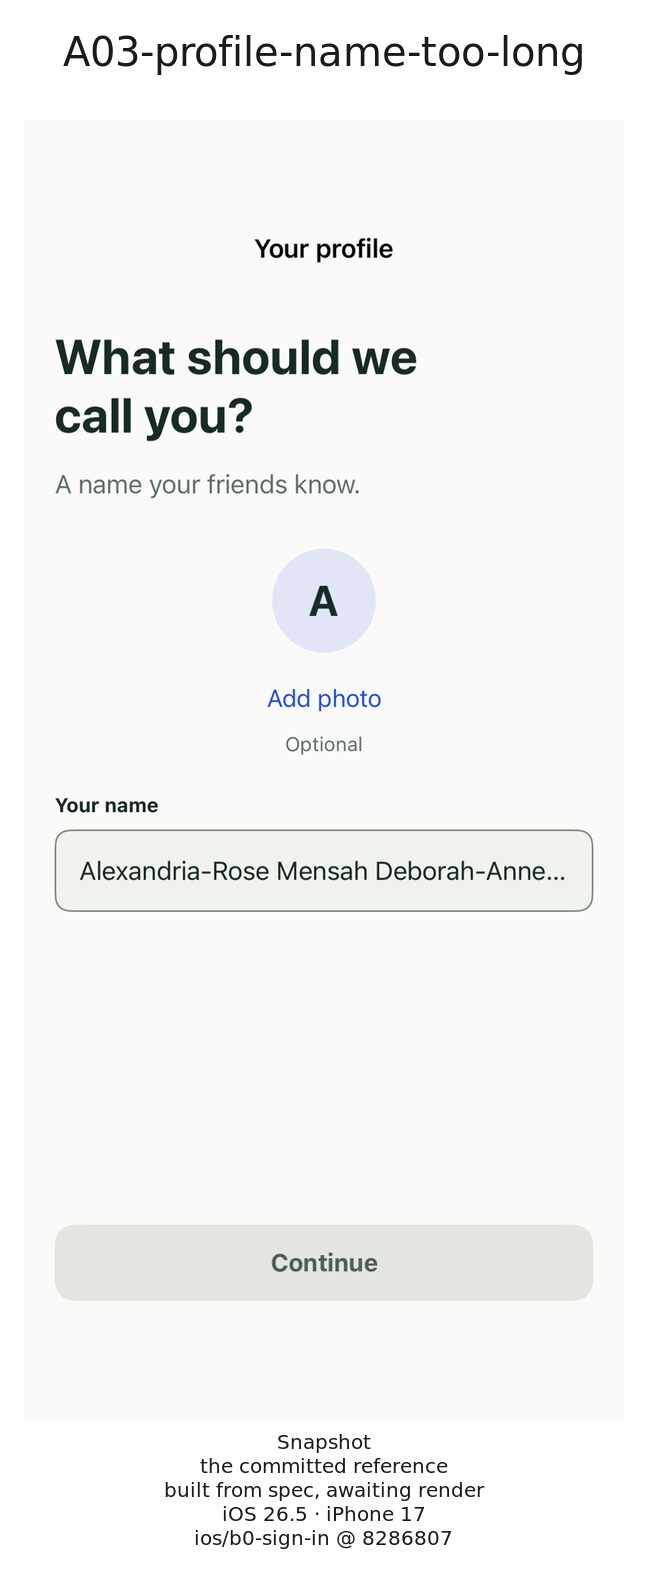 A03-profile-name-too-long
Your profile
What should we
call you?
A name your friends know.
A
Add photo
Optional
Your name
Alexandria-Rose Mensah Deborah-Anne...
Continue
Snapshot
the committed reference
built from spec, awaiting render
iOS 26.5 · iPhone 17
ios/b0-sign-in @ 8286807